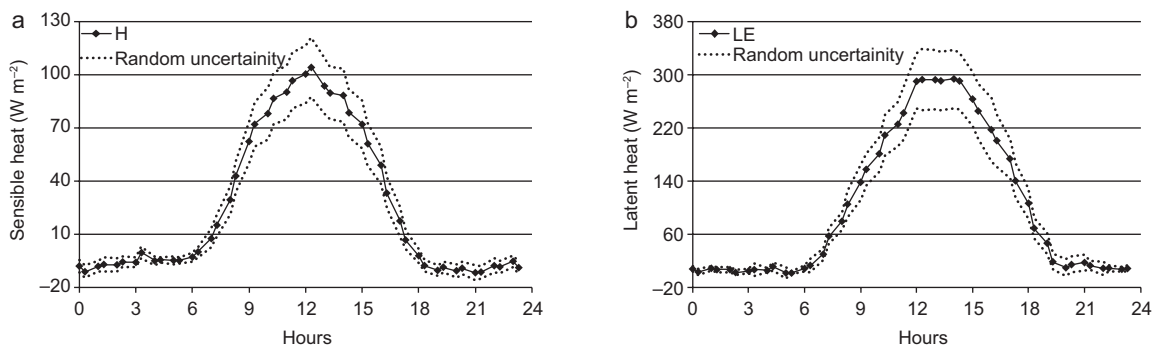 a
130
100
70
40
10
–20
Sensible heat (W m–2)
H
Random uncertainity
0 3 6 9 12 15 18 21 24
Hours
b
380
300
220
140
60
–20
Latent heat (W m–2)
LE
Random uncertainity
0 3 6 9 12 15 18 21 24
Hours